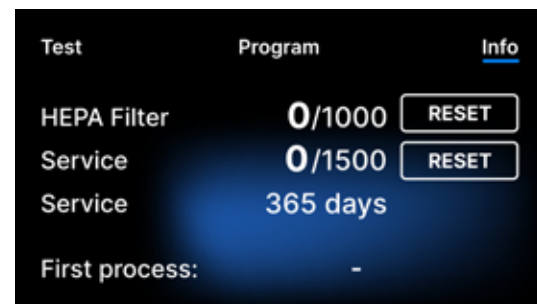 Test Program Info
HEPA Filter 0/1000 RESET
Service 0/1500 RESET
Service 365 days
First process: -